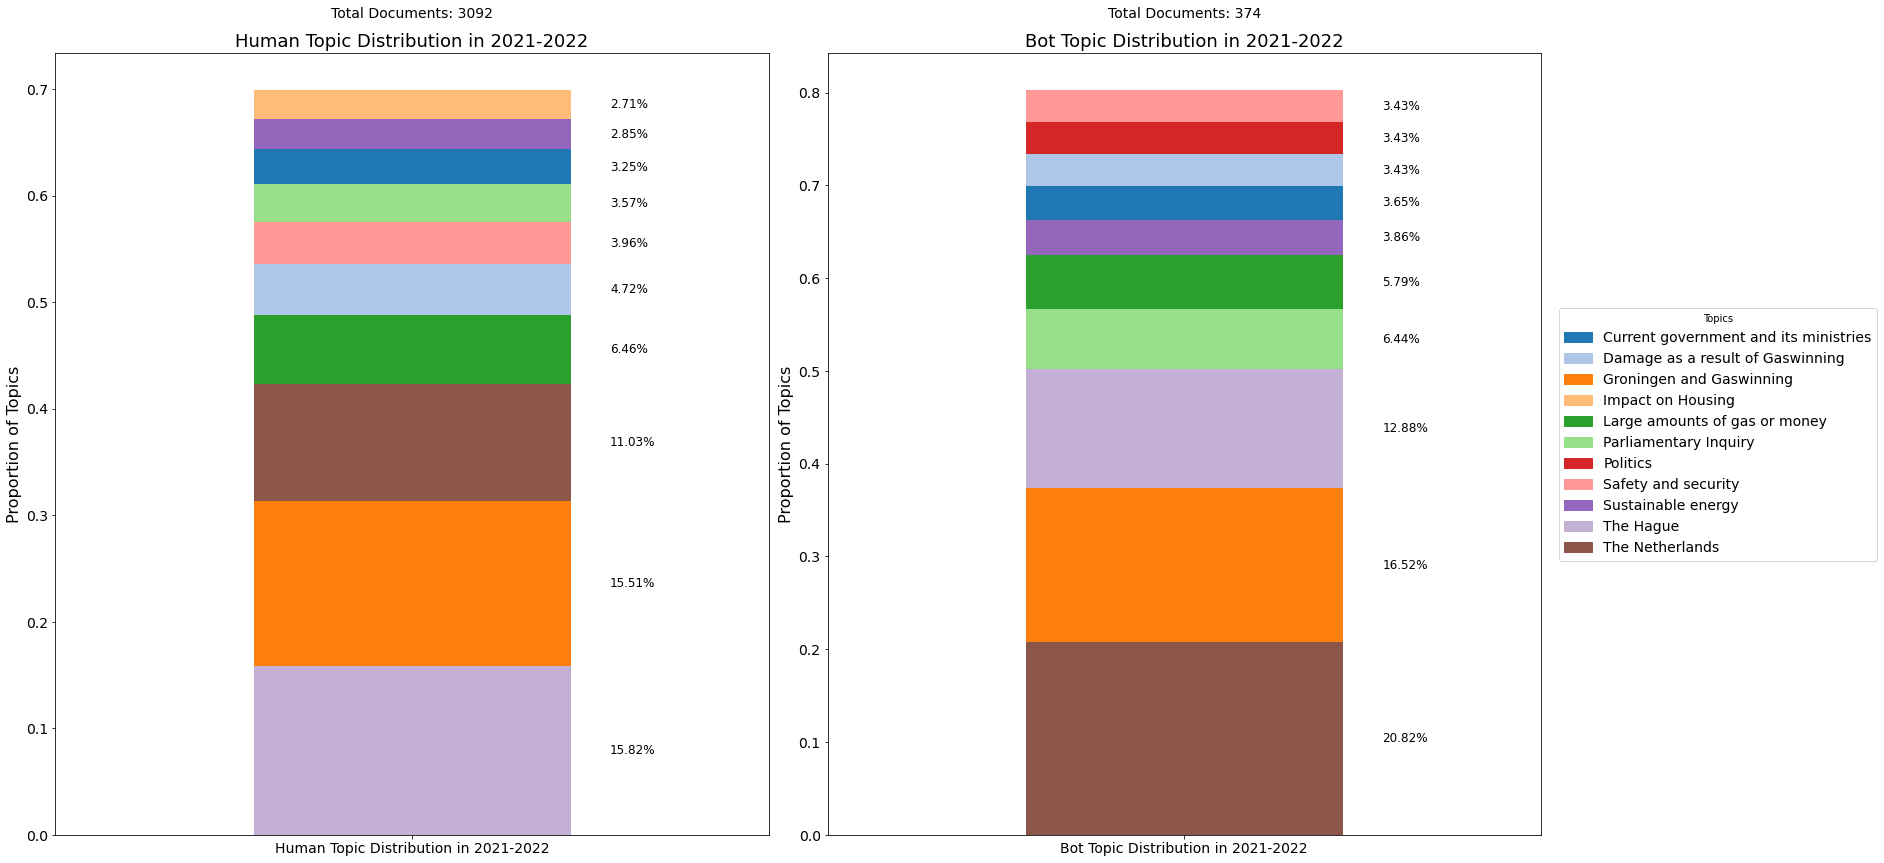 Total Documents: 3092
Human Topic Distribution in 2021-2022
Proportion of Topics
0.7
0.6
0.5
0.4
0.3
0.2
0.1
0.0
2.71%
2.85%
3.25%
3.57%
3.96%
4.72%
6.46%
11.03%
15.51%
15.82%
Human Topic Distribution in 2021-2022
Total Documents: 374
Bot Topic Distribution in 2021-2022
Proportion of Topics
0.8
0.7
0.6
0.5
0.4
0.3
0.2
0.1
0.0
3.43%
3.43%
3.43%
3.65%
3.86%
5.79%
6.44%
12.88%
16.52%
20.82%
Bot Topic Distribution in 2021-2022
Topics
Current government and its ministries
Damage as a result of Gaswinning
Groningen and Gaswinning
Impact on Housing
Large amounts of gas or money
Parliamentary Inquiry
Politics
Safety and security
Sustainable energy
The Hague
The Netherlands